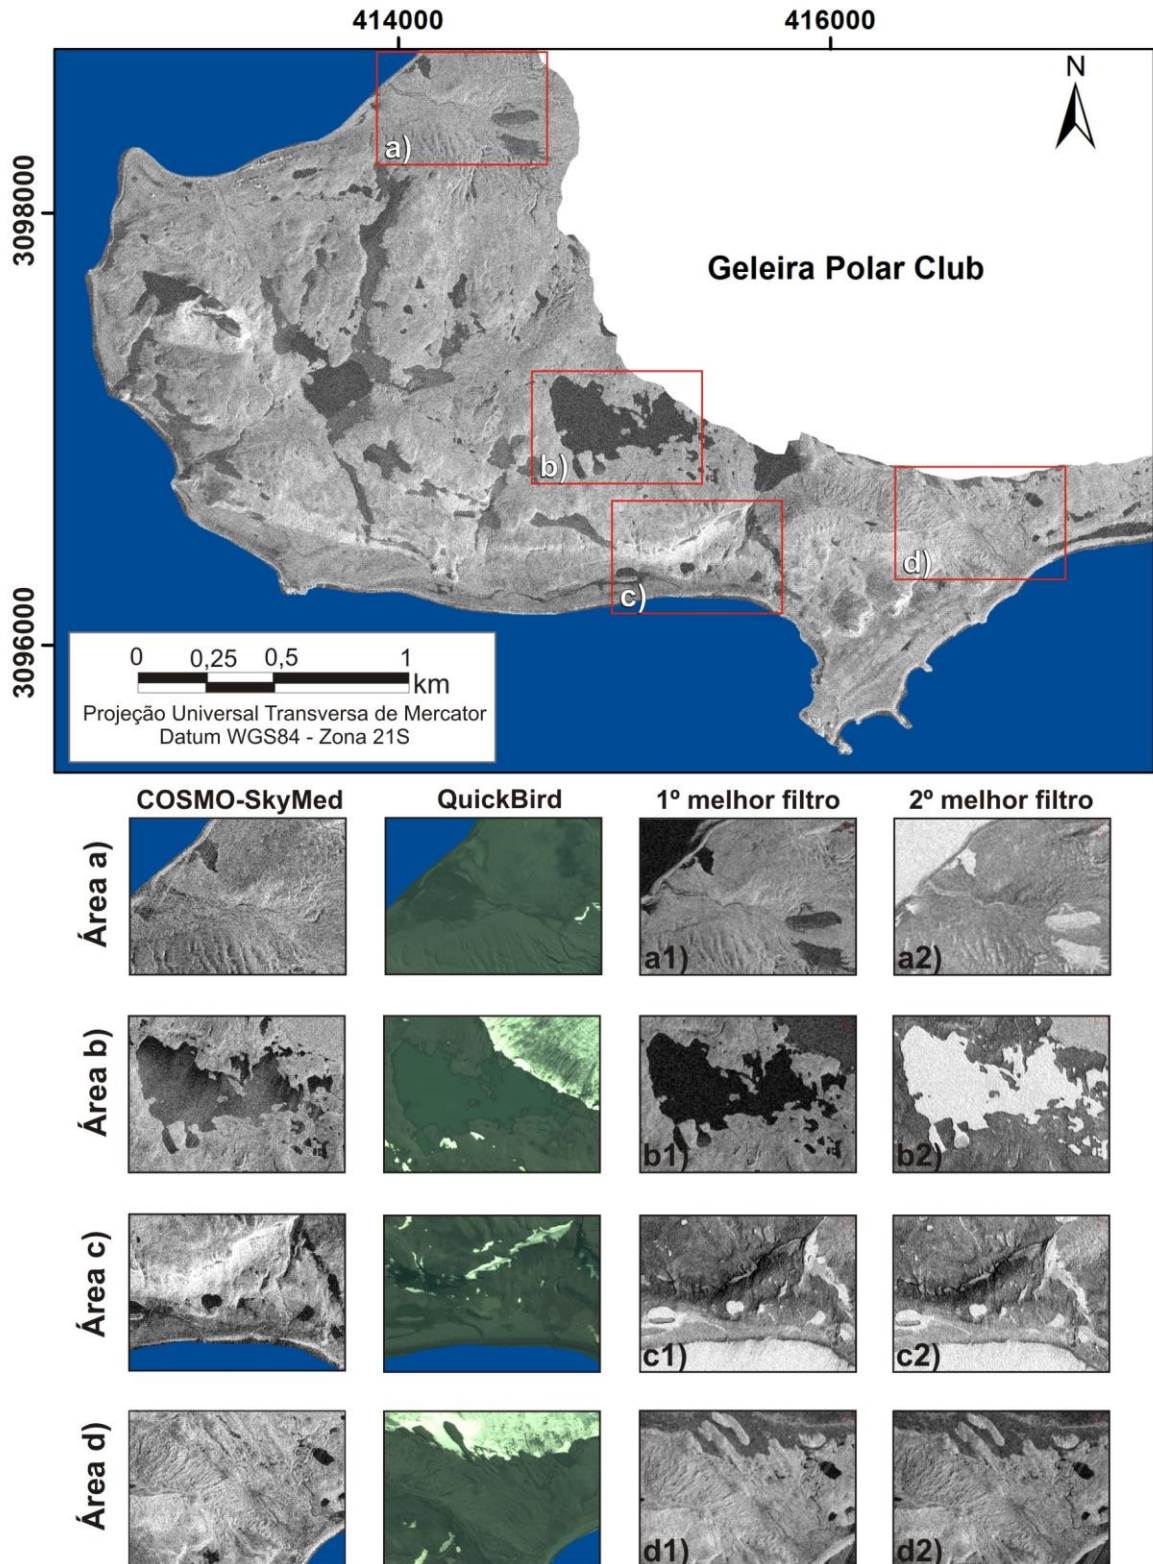 414000 416000
N
a)
3098000
Geleira Polar Club
b)
d)
c)
3096000
0 0,25 0,5 1
km
Projeção Universal Transversa de Mercator
Datum WGS84 - Zona 21S
COSMO-SkyMed QuickBird 1º melhor filtro 2º melhor filtro
Área a)
a1) a2)
Área b)
b1) b2)
Área c)
c1) c2)
Área d)
d1) d2)